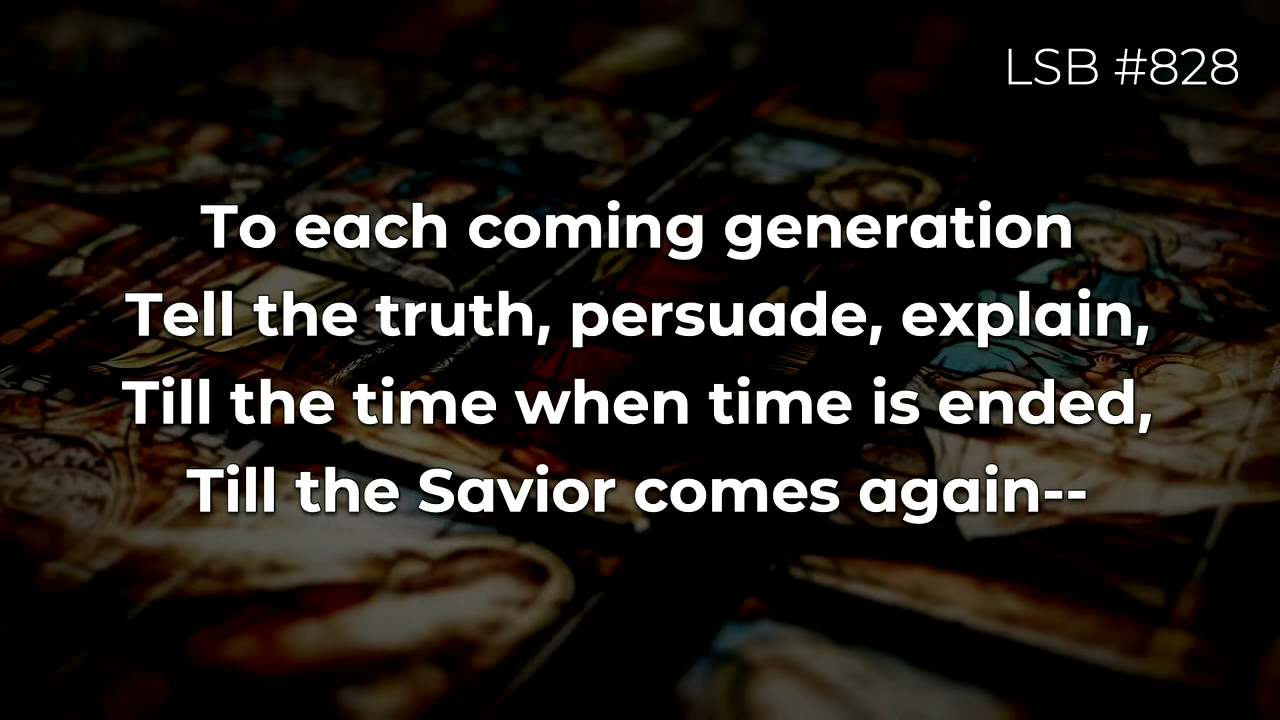 LSB #828
To each coming generation
Tell the truth, persuade, explain,
Till the time when time is ended,
Till the Savior comes again--